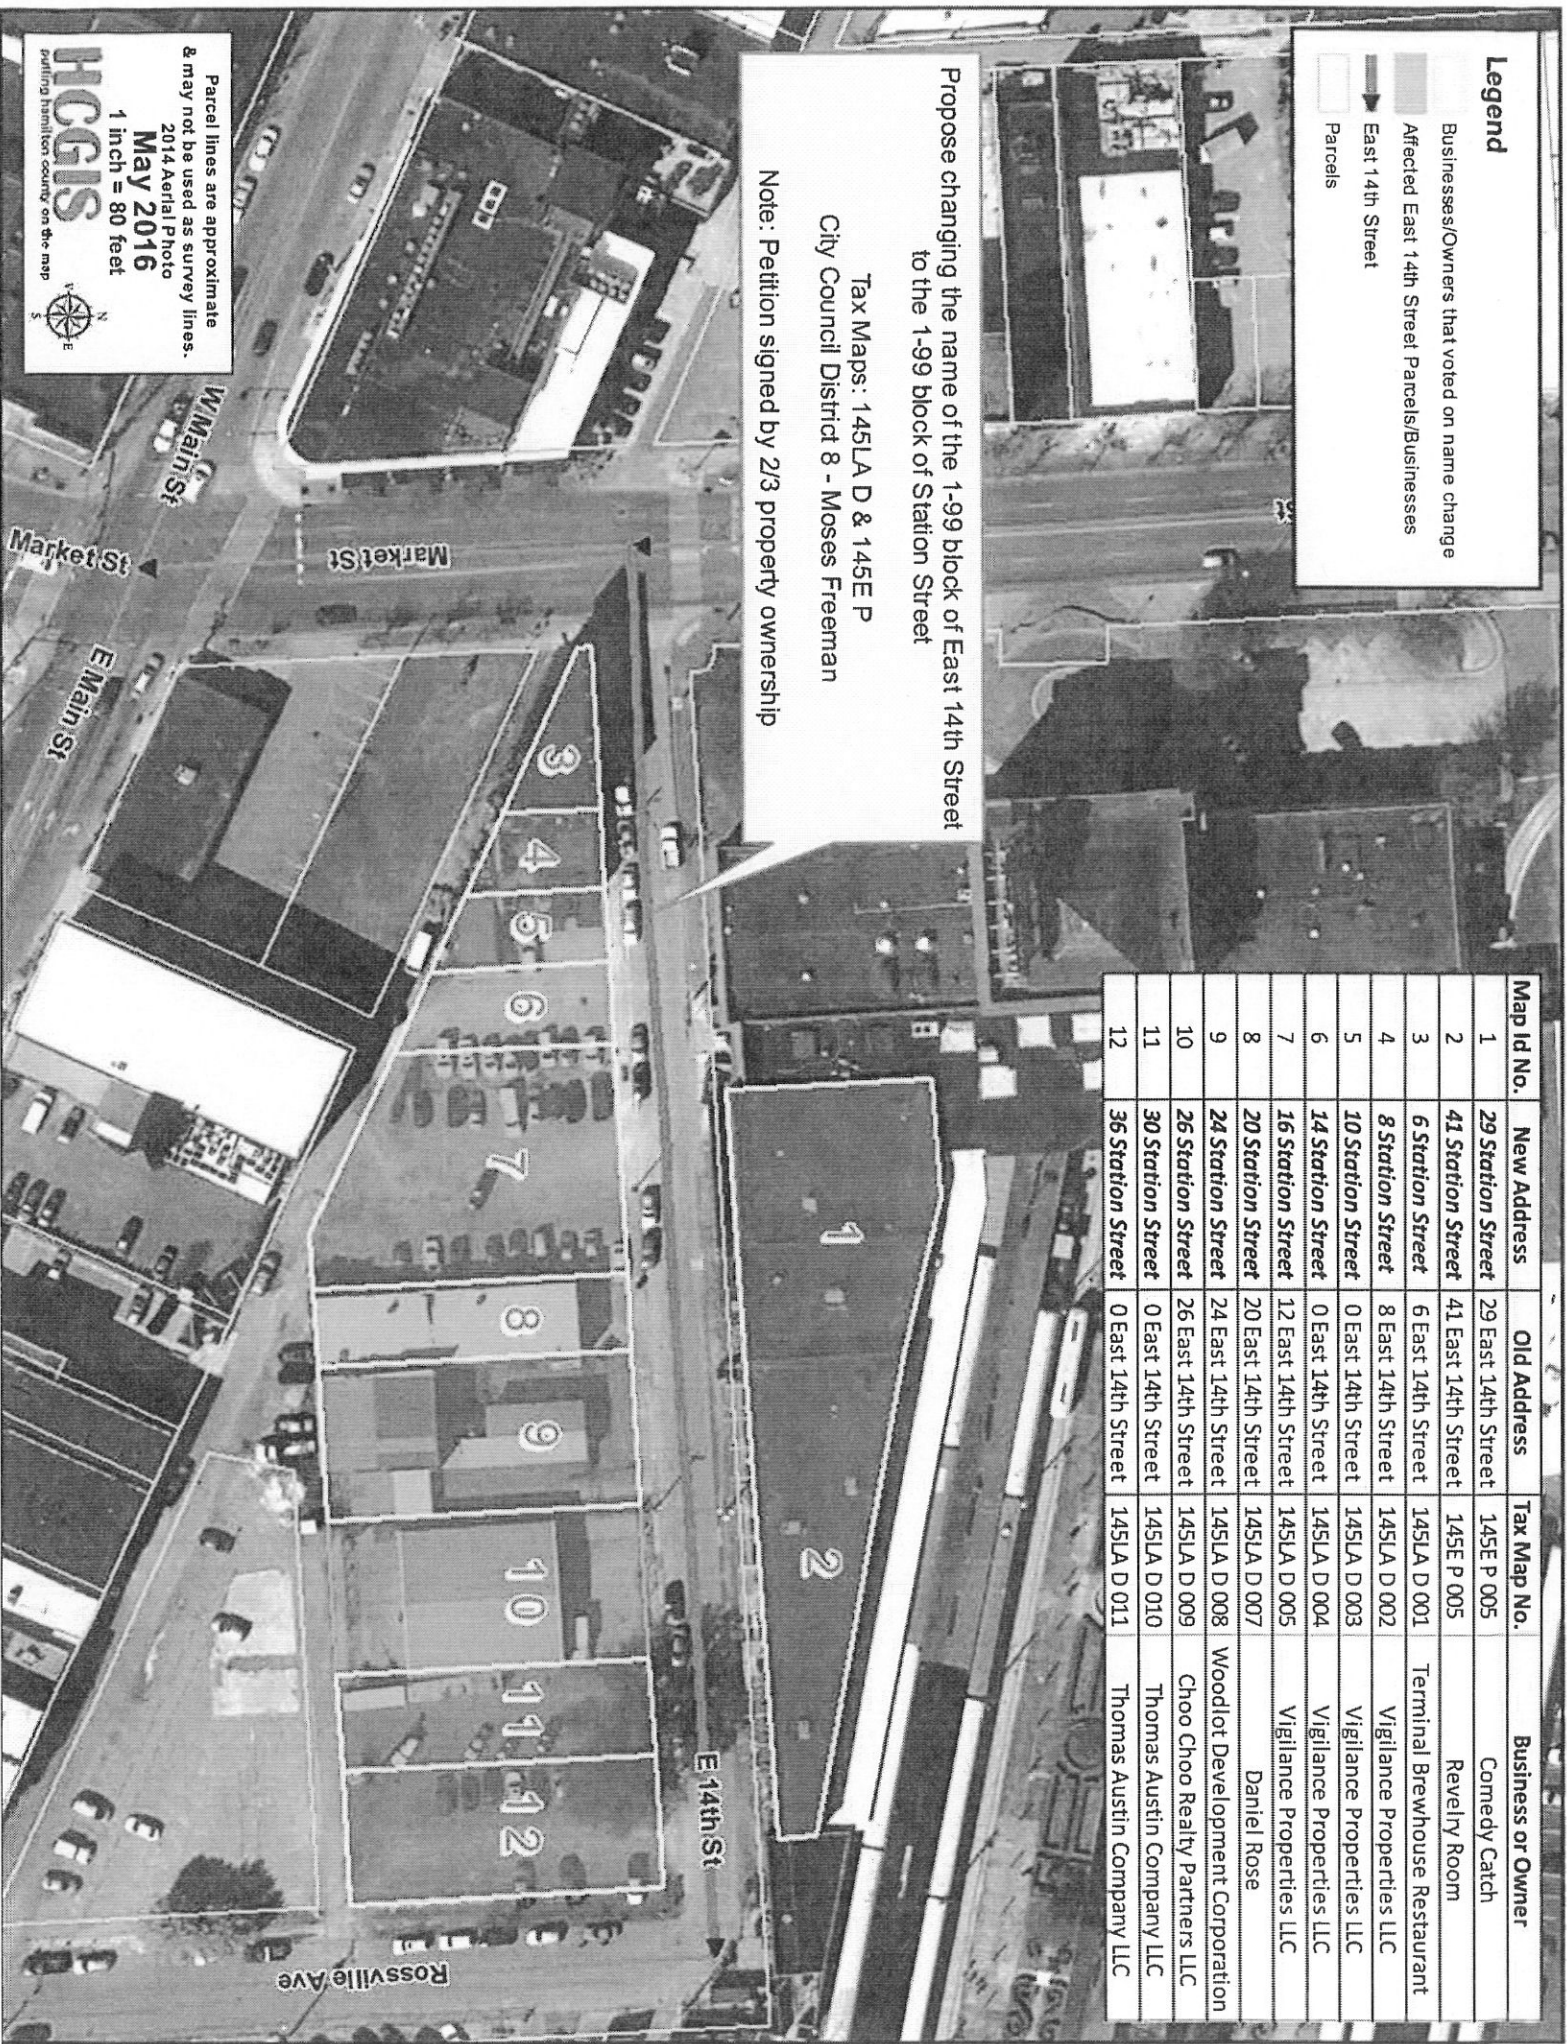 Legend
Businesses/Owners that voted on name change
Affected East 14th Street Parcels/Businesses
East 14th Street
Parcels
Map Id No. New Address Old Address Tax Map No. Business or Owner
1 29 Station Street 29 East 14th Street 145E P 005 Comedy Catch
2 41 Station Street 41 East 14th Street 145E P 005 Revelry Room
3 6 Station Street 6 East 14th Street 145LA D 001 Terminal Brewhouse Restaurant
4 8 Station Street 8 East 14th Street 145LA D 002 Vigilance Properties LLC
5 10 Station Street 0 East 14th Street 145LA D 003 Vigilance Properties LLC
6 14 Station Street 0 East 14th Street 145LA D 004 Vigilance Properties LLC
7 16 Station Street 12 East 14th Street 145LA D 005 Vigilance Properties LLC
8 20 Station Street 20 East 14th Street 145LA D 007 Daniel Rose
9 24 Station Street 24 East 14th Street 145LA D 008 Woodlot Development Corporation
10 26 Station Street 26 East 14th Street 145LA D 009 Choo Choo Realty Partners LLC
11 30 Station Street 0 East 14th Street 145LA D 010 Thomas Austin Company LLC
12 36 Station Street 0 East 14th Street 145LA D 011 Thomas Austin Company LLC
Propose changing the name of the 1-99 block of East 14th Street
to the 1-99 block of Station Street
Tax Maps: 145LA D & 145E P
City Council District 8 - Moses Freeman
Note: Petition signed by 2/3 property ownership
St
1
2
3
4
5
6
7
8
9
10
11
12
E 14th St
Market St
Market St
W Main St
E Main St
Rossville Ave
Parcel lines are approximate
& may not be used as survey lines.
2014 Aerial Photo
May 2016
1 inch = 80 feet
HCGIS
putting hamilton county on the map
N
W
E
S